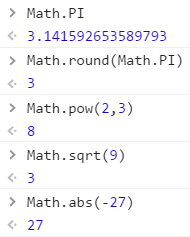 > Math.PI
< 3.141592653589793
> Math.round(Math.PI)
< 3
> Math.pow(2,3)
< 8
> Math.sqrt(9)
< 3
> Math.abs(-27)
< 27